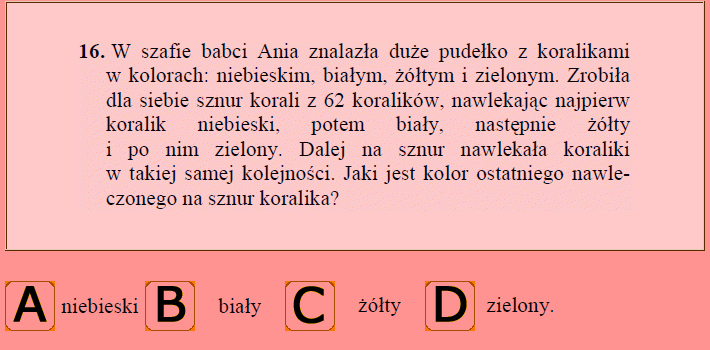 16. W szafie babci Ania znalazła duże pudełko z koralikami
w kolorach: niebieskim, białym, żółtym i zielonym. Zrobiła
dla siebie sznur korali z 62 koralików, nawlekając najpierw
koralik niebieski, potem biały, następnie żółty
i po nim zielony. Dalej na sznur nawlekała koraliki
w takiej samej kolejności. Jaki jest kolor ostatniego nawle-
czonego na sznur koralika?
A niebieski B biały C żółty D zielony.